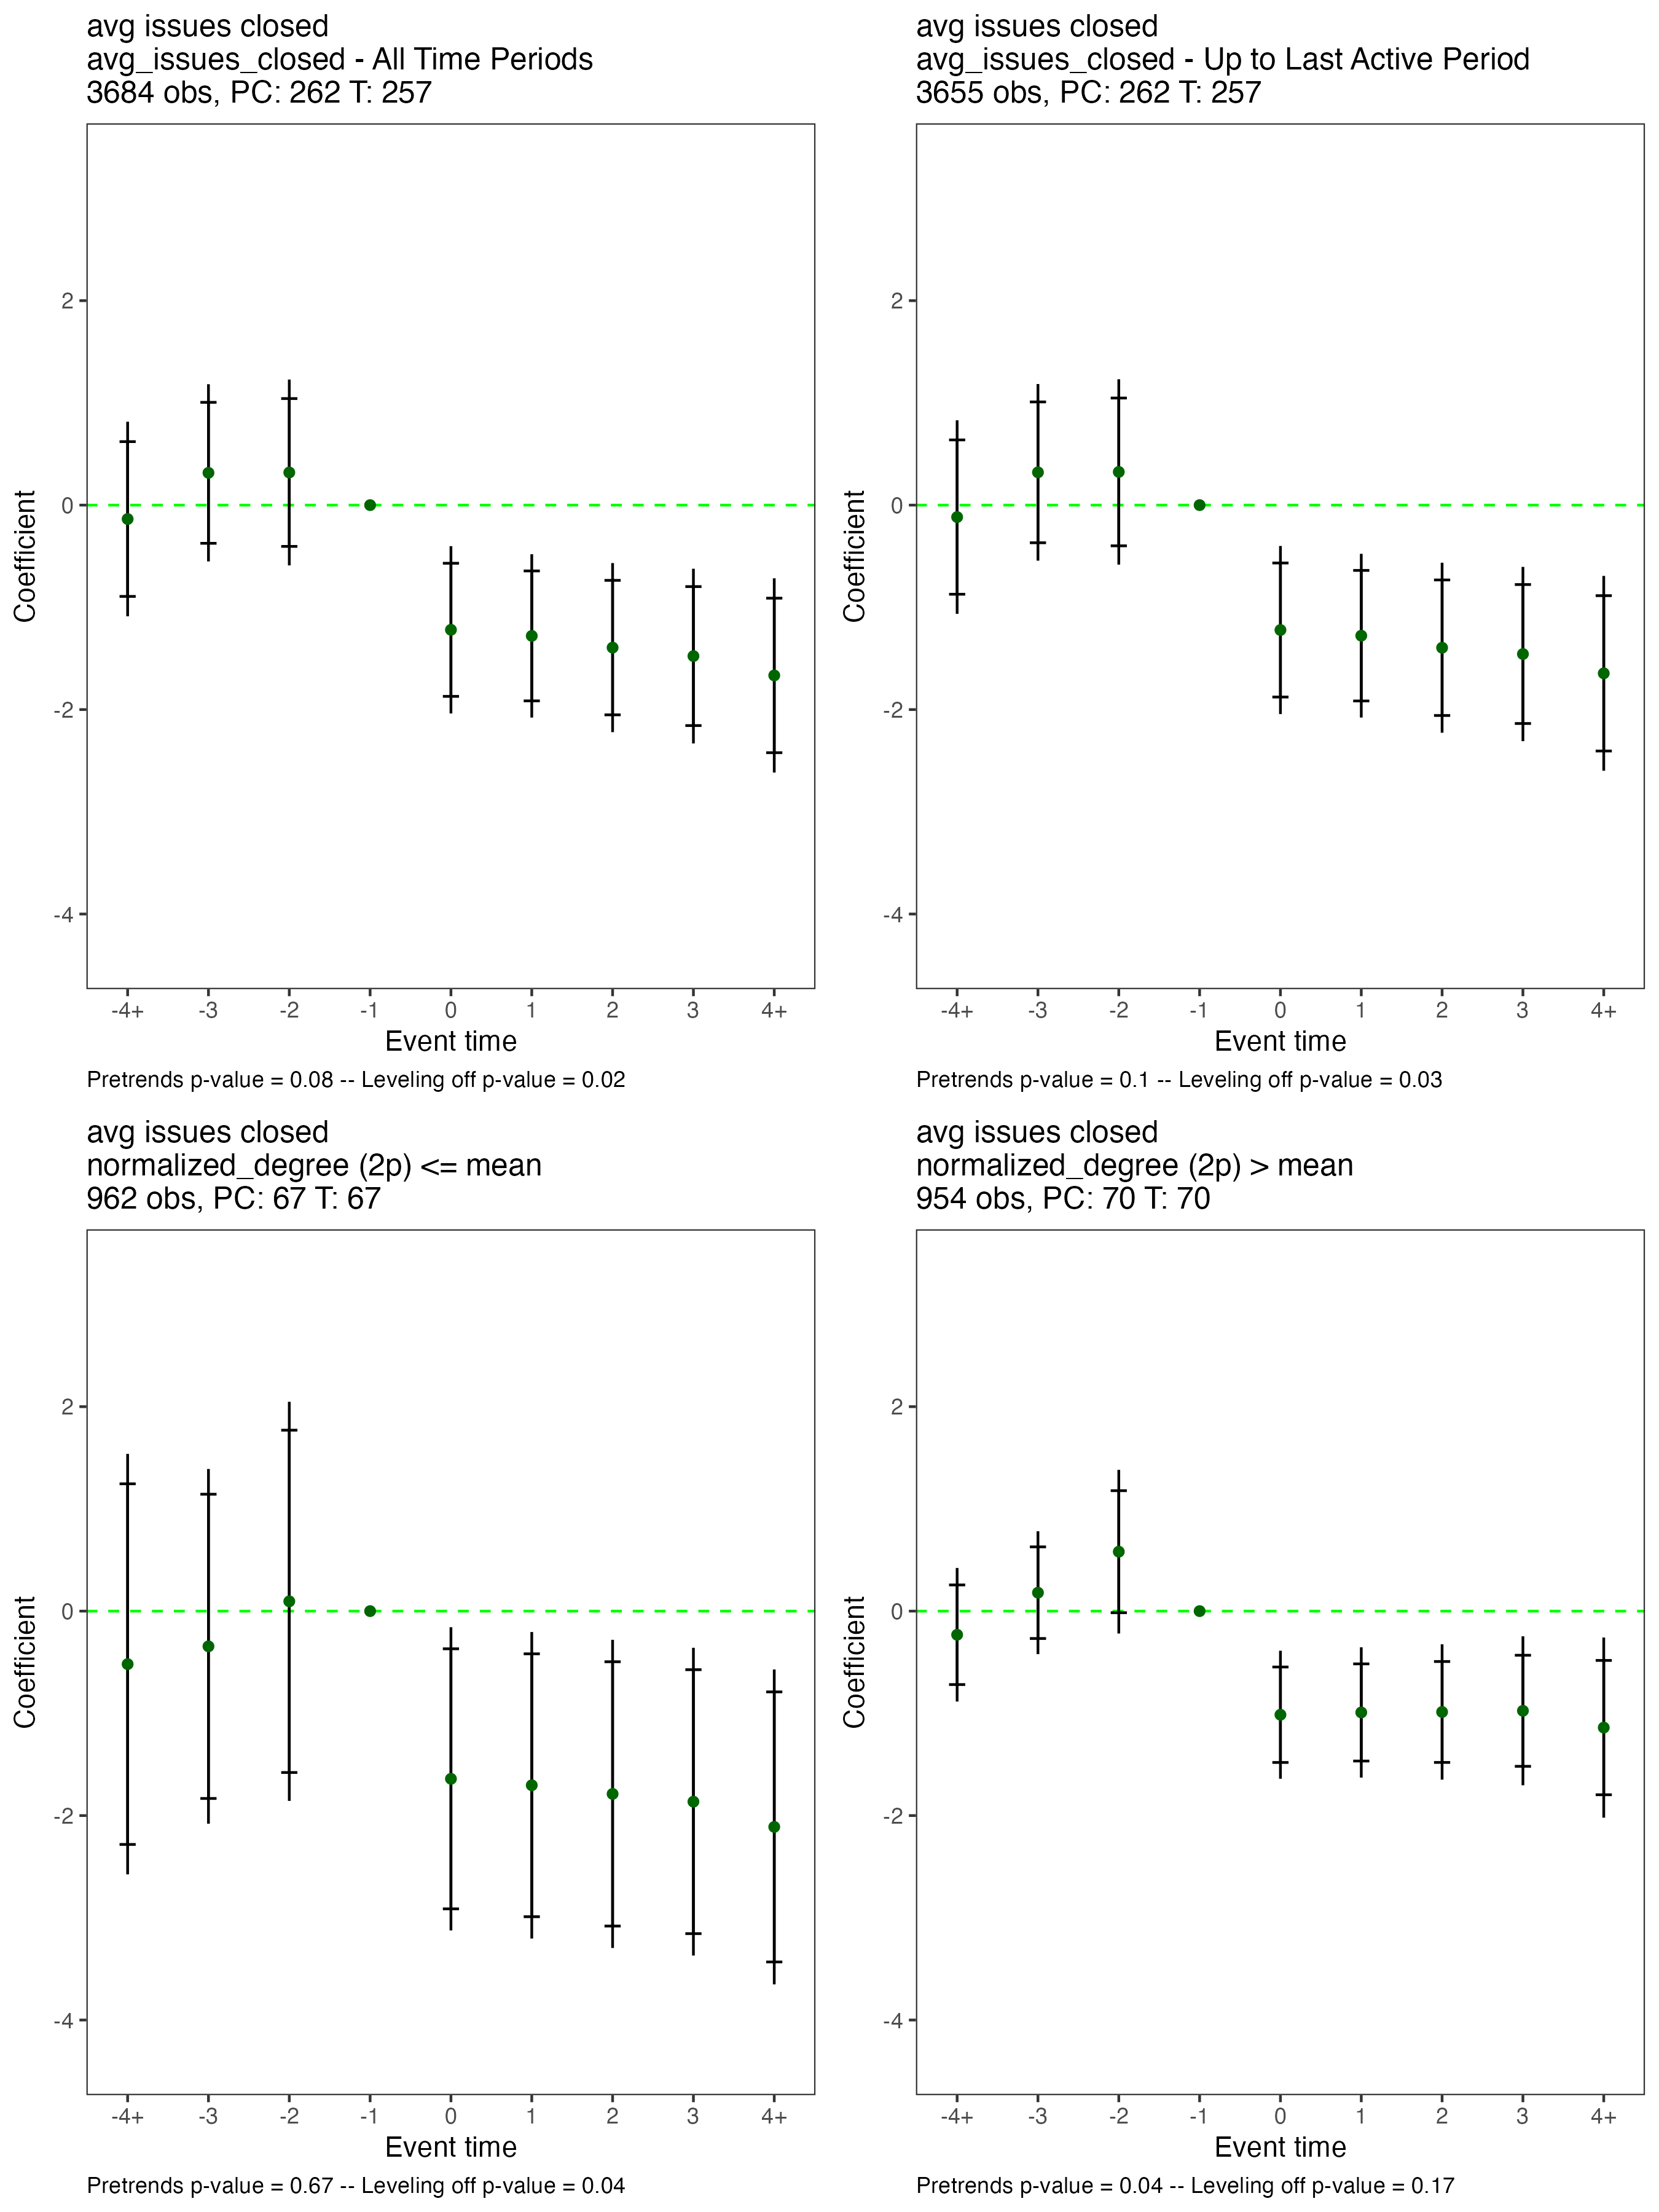 avg issues closed
avg_issues_closed - All Time Periods
3684 obs, PC: 262 T: 257
2
0
-2
-4
Coefficient
-4+ -3 -2 -1 0 1 2 3 4+
Event time
Pretrends p-value = 0.08 -- Leveling off p-value = 0.02
avg issues closed
avg_issues_closed - Up to Last Active Period
3655 obs, PC: 262 T: 257
2
0
-2
-4
Coefficient
-4+ -3 -2 -1 0 1 2 3 4+
Event time
Pretrends p-value = 0.1 -- Leveling off p-value = 0.03
avg issues closed
normalized_degree (2p) <= mean
962 obs, PC: 67 T: 67
2
0
-2
-4
Coefficient
-4+ -3 -2 -1 0 1 2 3 4+
Event time
Pretrends p-value = 0.67 -- Leveling off p-value = 0.04
avg issues closed
normalized_degree (2p) > mean
954 obs, PC: 70 T: 70
2
0
-2
-4
Coefficient
-4+ -3 -2 -1 0 1 2 3 4+
Event time
Pretrends p-value = 0.04 -- Leveling off p-value = 0.17